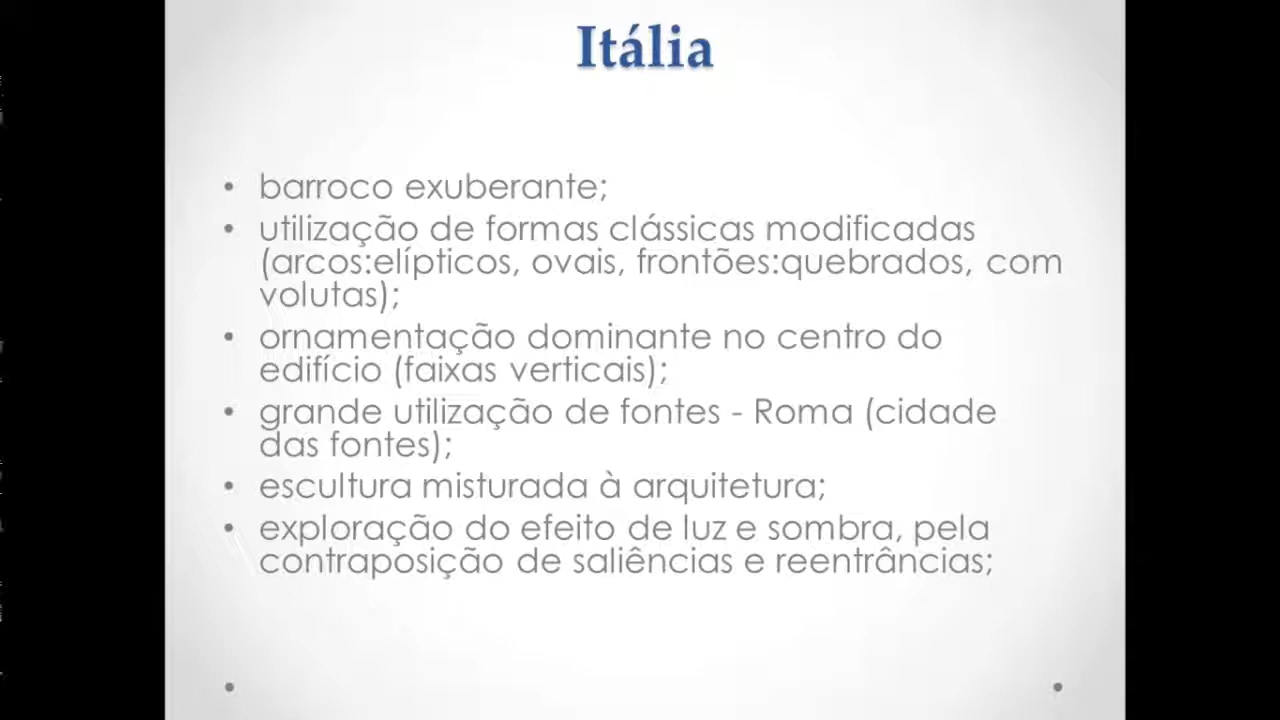 Itália
• barroco exuberante;
• utilização de formas clássicas modificadas
(arcos:elípticos, ovais, frontões:quebrados, com
volutas);
• ornamentação dominante no centro do
edifício (faixas verticais);
• grande utilização de fontes - Roma (cidade
das fontes);
• escultura misturada à arquitetura;
• exploração do efeito de luz e sombra, pela
contraposição de saliências e reentrâncias;